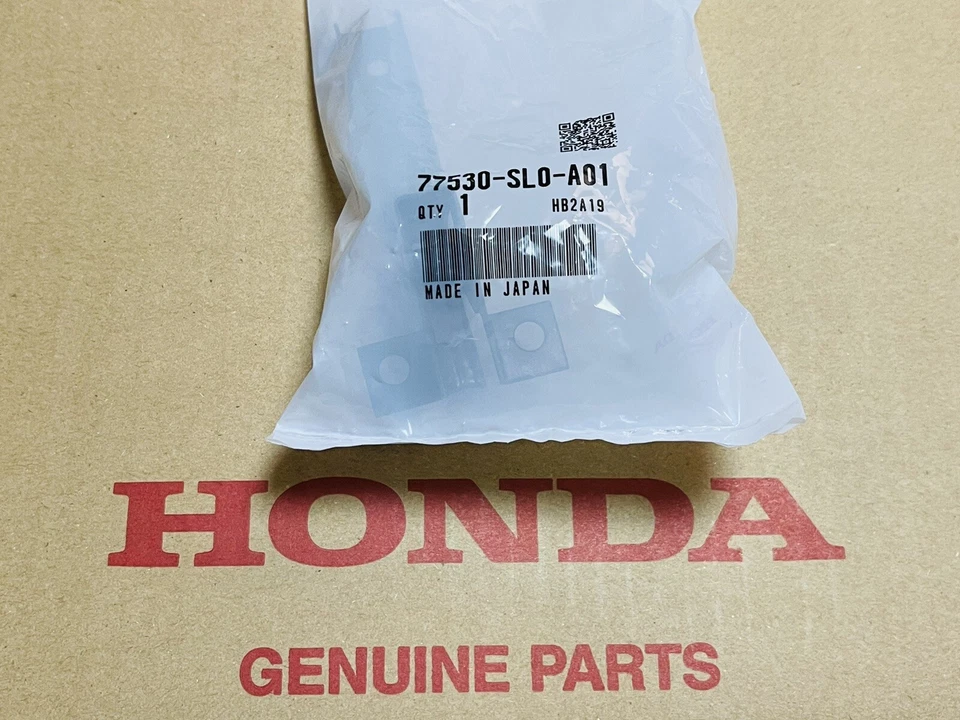 77530-SL0-A01
QTY 1 HB2A19
MADE IN JAPAN
HONDA
GENUINE PARTS